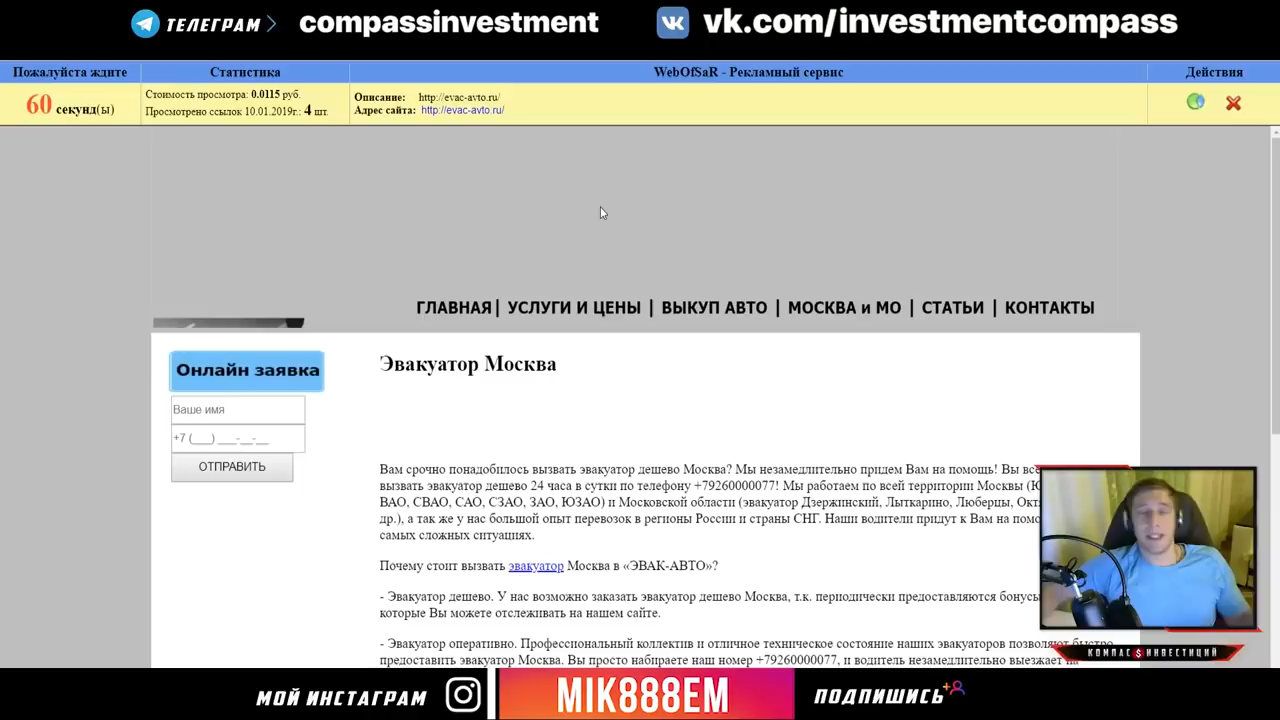 ТЕЛЕГРАМ
compassinvestment
vk.com/investmentcompass
Пожалуйста ждите
Статистика
WebOfSaR - Рекламный сервис
Действия
60 секунд(ы)
Стоимость просмотра: 0.0115 руб.
Просмотрено ссылок 10.01.2019г.: 4 шт.
Описание: http://evac-avto.ru/
Адрес сайта: http://evac-avto.ru/
ГЛАВНАЯ | УСЛУГИ И ЦЕНЫ | ВЫКУП АВТО | МОСКВА и МО | СТАТЬИ | КОНТАКТЫ
Онлайн заявка
Ваше имя
+7 (___) ___-__-__
ОТПРАВИТЬ
Эвакуатор Москва
Вам срочно понадобилось вызвать эвакуатор дешево Москва? Мы незамедлительно придем Вам на помощь! Вы
вызвать эвакуатор дешево 24 часа в сутки по телефону +79260000077! Мы работаем по всей территории Москвы
ВАО, СВАО, САО, СЗАО, ЗАО, ЮЗАО) и Московской области (эвакуатор Дзержинский, Лыткарино, Люберцы,
др.), а так же у нас большой опыт перевозок в регионы России и страны СНГ. Наши водители придут к Вам на
самых сложных ситуациях.
Почему стоит вызвать эвакуатор Москва в «ЭВАК-АВТО»?
- Эвакуатор дешево. У нас возможно заказать эвакуатор дешево Москва, т.к. периодически предоставляются
которые Вы можете отслеживать на нашем сайте.
- Эвакуатор оперативно. Профессиональный коллектив и отличное техническое состояние наших эвакуаторов позволяют быстро
предоставить эвакуатор Москва. Вы просто набираете наш номер +79260000077, и водитель незамедлительно выезжает на
КОМПАС $ ИНВЕСТИЦИЙ
МОЙ ИНСТАГРАМ
MIK888EM
ПОДПИШИСЬ